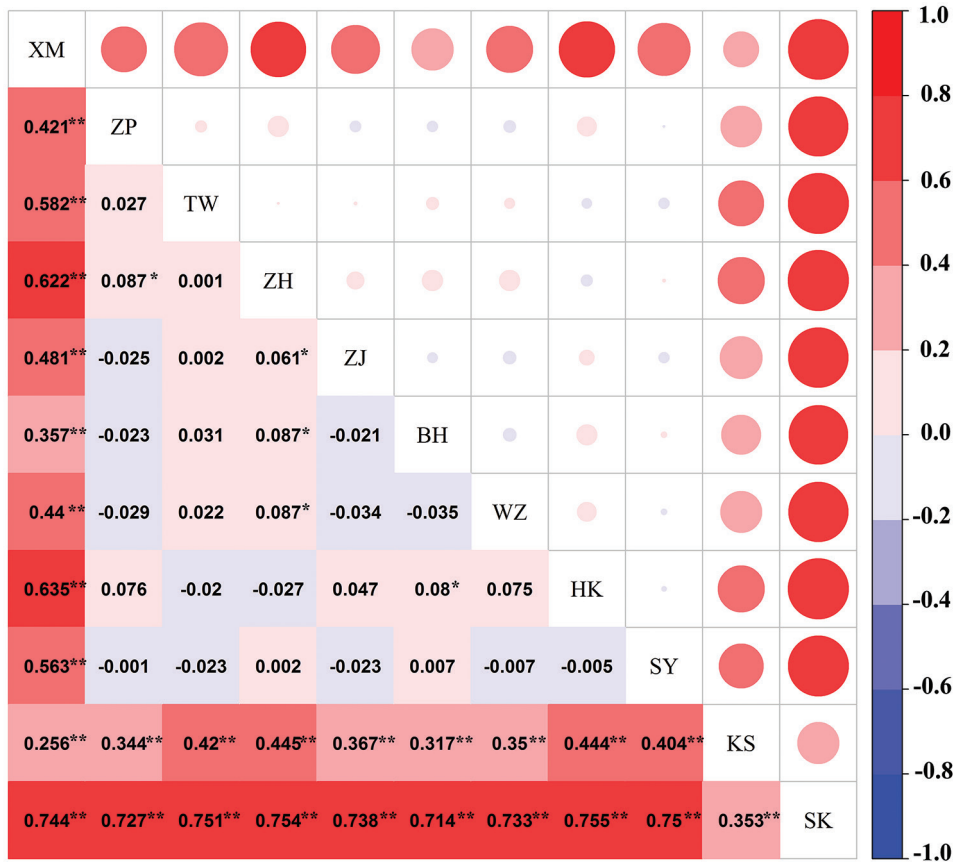 XM
0.421** ZP
0.582** 0.027 TW
0.622** 0.087* 0.001 ZH
0.481** -0.025 0.002 0.061* ZJ
0.357** -0.023 0.031 0.087* -0.021 BH
0.44** -0.029 0.022 0.087* -0.034 -0.035 WZ
0.635** 0.076 -0.02 -0.027 0.047 0.08* 0.075 HK
0.563** -0.001 -0.023 0.002 -0.023 0.007 -0.007 -0.005 SY
0.256** 0.344** 0.42** 0.445** 0.367** 0.317** 0.35** 0.444** 0.404** KS
0.744** 0.727** 0.751** 0.754** 0.738** 0.714** 0.733** 0.755** 0.75** 0.353** SK
1.0
0.8
0.6
0.4
0.2
0.0
-0.2
-0.4
-0.6
-0.8
-1.0